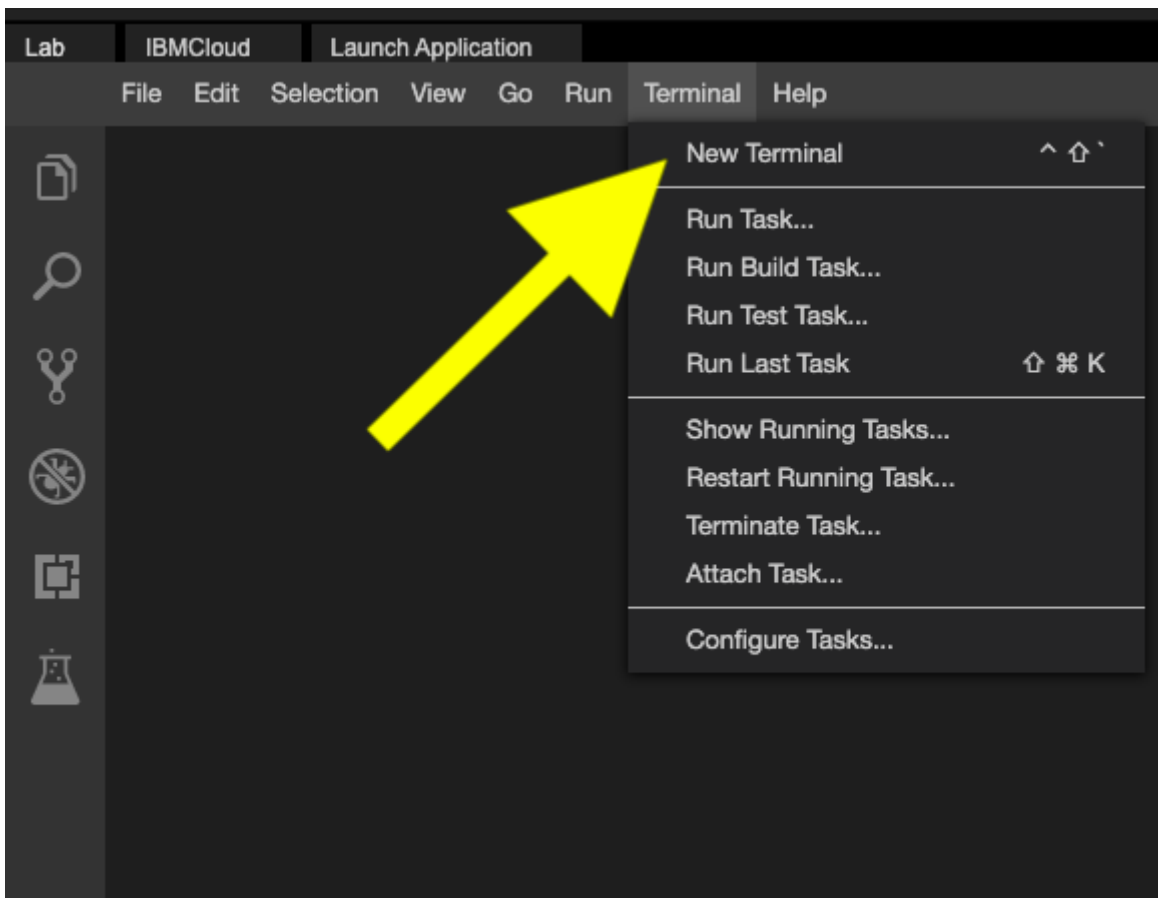 Lab IBMCloud Launch Application
File Edit Selection View Go Run Terminal Help
New Terminal ^ ⇧ `
Run Task...
Run Build Task...
Run Test Task...
Run Last Task ⇧ ⌘ K
Show Running Tasks...
Restart Running Task...
Terminate Task...
Attach Task...
Configure Tasks...